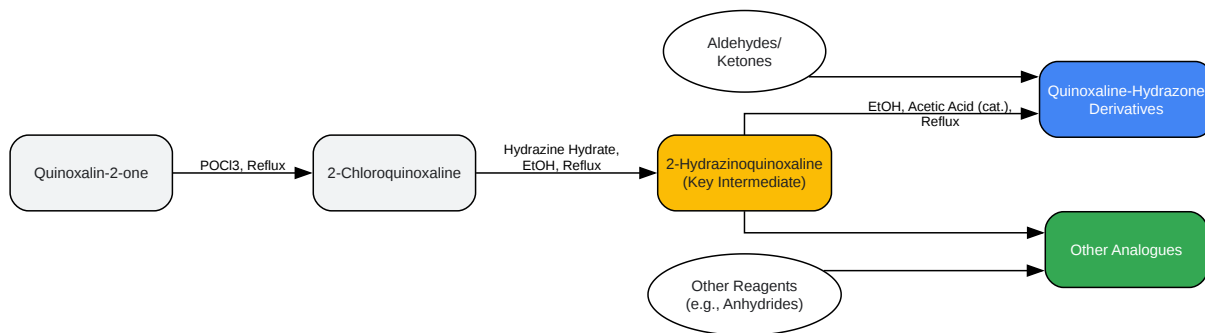 Aldehydes/
Ketones
Quinoxaline-Hydrazone
Derivatives
EtOH, Acetic Acid (cat.),
Reflux
Quinoxalin-2-one
POCl3, Reflux
2-Chloroquinoxaline
Hydrazine Hydrate,
EtOH, Reflux
2-Hydrazinoquinoxaline
(Key Intermediate)
Other Analogues
Other Reagents
(e.g., Anhydrides)